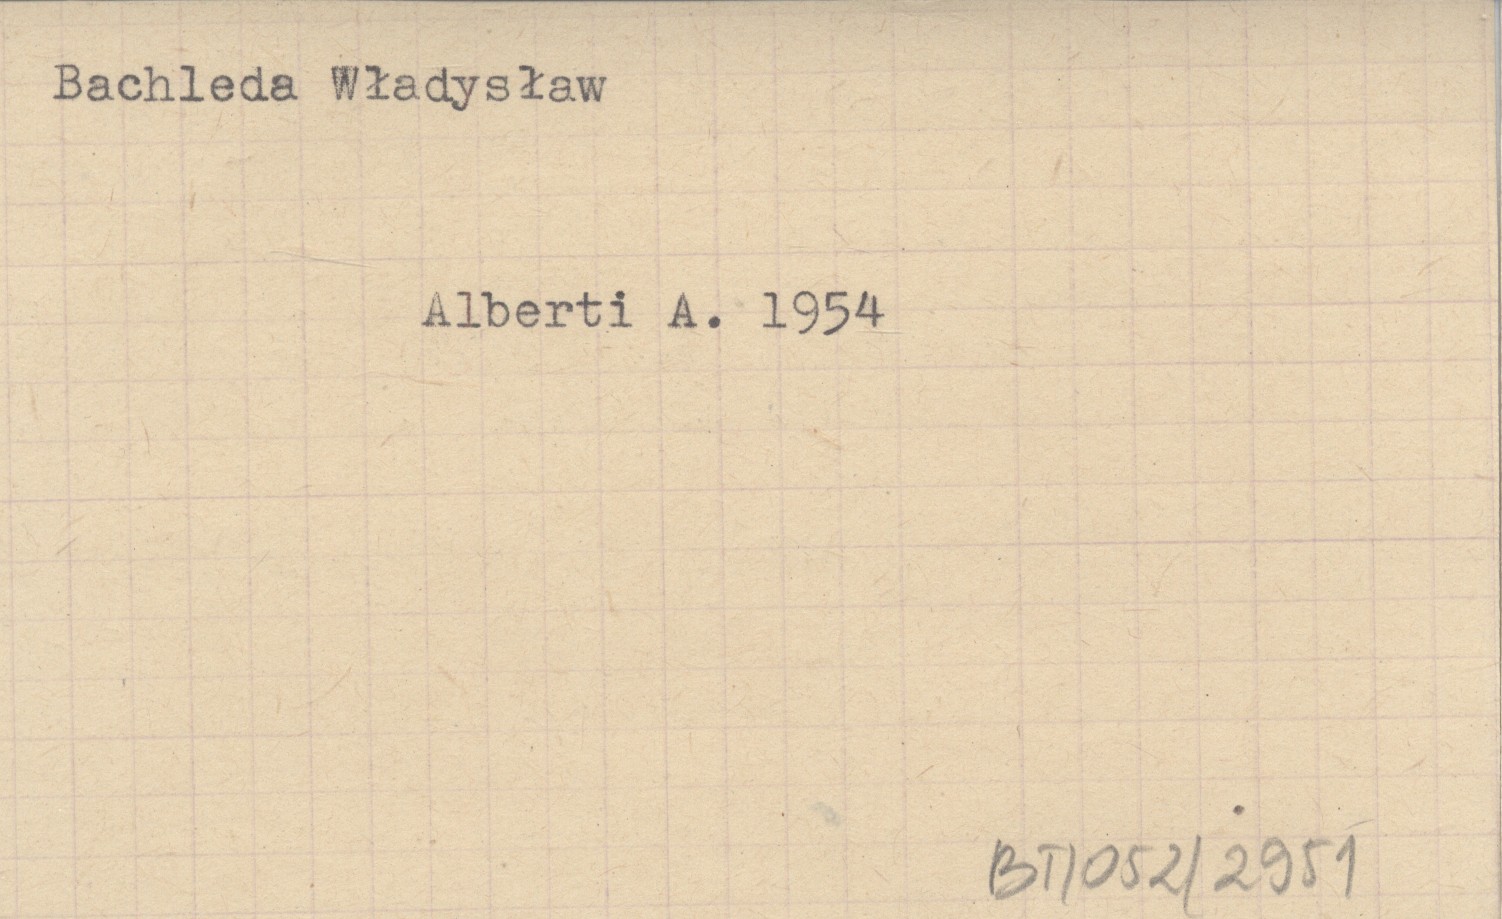 Bachleda Władysław
Alberti A. 1954
BT/052/2951